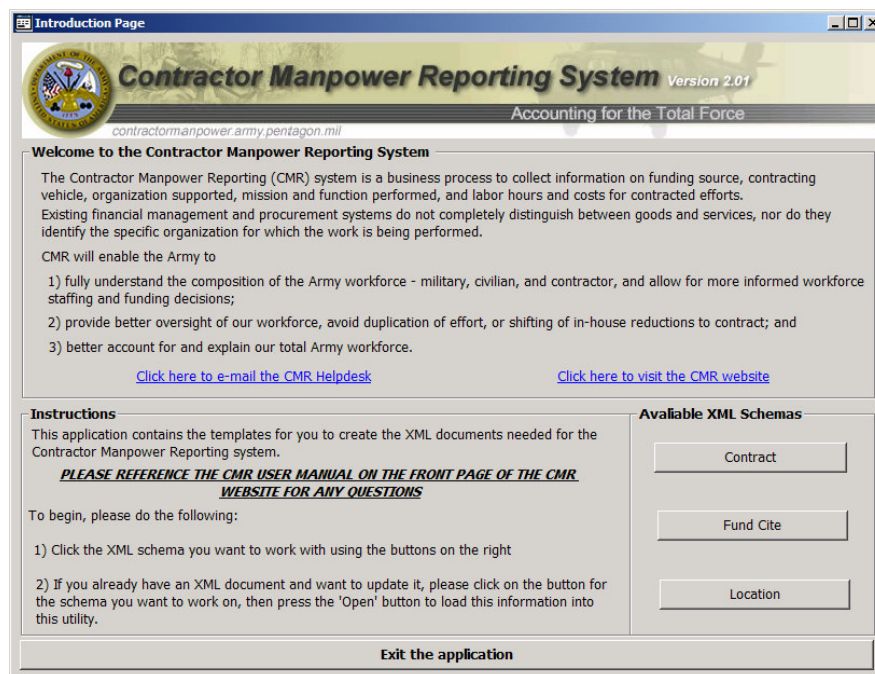 Introduction Page
Contractor Manpower Reporting System Version 2.01
Accounting for the Total Force
contractormanpower.army.pentagon.mil
Welcome to the Contractor Manpower Reporting System
The Contractor Manpower Reporting (CMR) system is a business process to collect information on funding source, contracting
vehicle, organization supported, mission and function performed, and labor hours and costs for contracted efforts.
Existing financial management and procurement systems do not completely distinguish between goods and services, nor do they
identify the specific organization for which the work is being performed.
CMR will enable the Army to
1) fully understand the composition of the Army workforce - military, civilian, and contractor, and allow for more informed workforce
staffing and funding decisions;
2) provide better oversight of our workforce, avoid duplication of effort, or shifting of in-house reductions to contract; and
3) better account for and explain our total Army workforce.
Click here to e-mail the CMR Helpdesk
Click here to visit the CMR website
Instructions
This application contains the templates for you to create the XML documents needed for the
Contractor Manpower Reporting system.
PLEASE REFERENCE THE CMR USER MANUAL ON THE FRONT PAGE OF THE CMR
WEBSITE FOR ANY QUESTIONS
To begin, please do the following:
1) Click the XML schema you want to work with using the buttons on the right
2) If you already have an XML document and want to update it, please click on the button for
the schema you want to work on, then press the 'Open' button to load this information into
this utility.
Avaliable XML Schemas
Contract
Fund Cite
Location
Exit the application